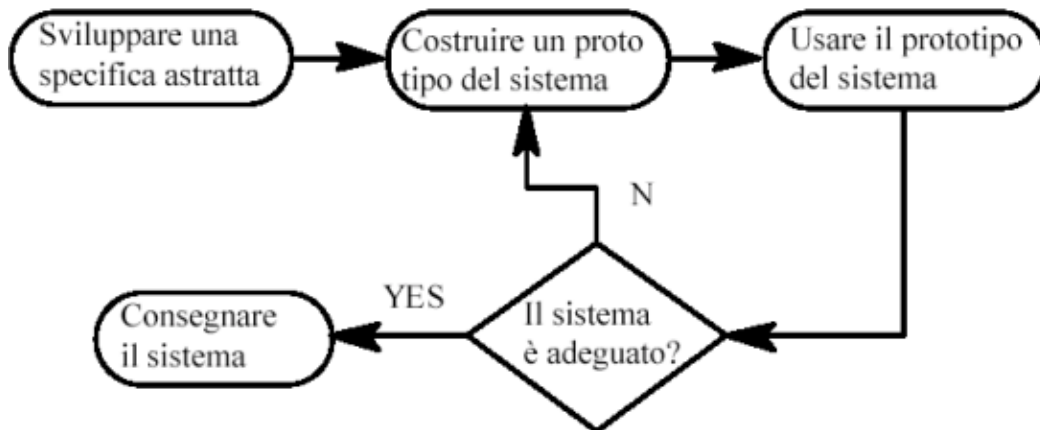 Sviluppare una
specifica astratta
Costruire un proto
tipo del sistema
Usare il prototipo
del sistema
N
YES
Il sistema
è adeguato?
Consegnare
il sistema